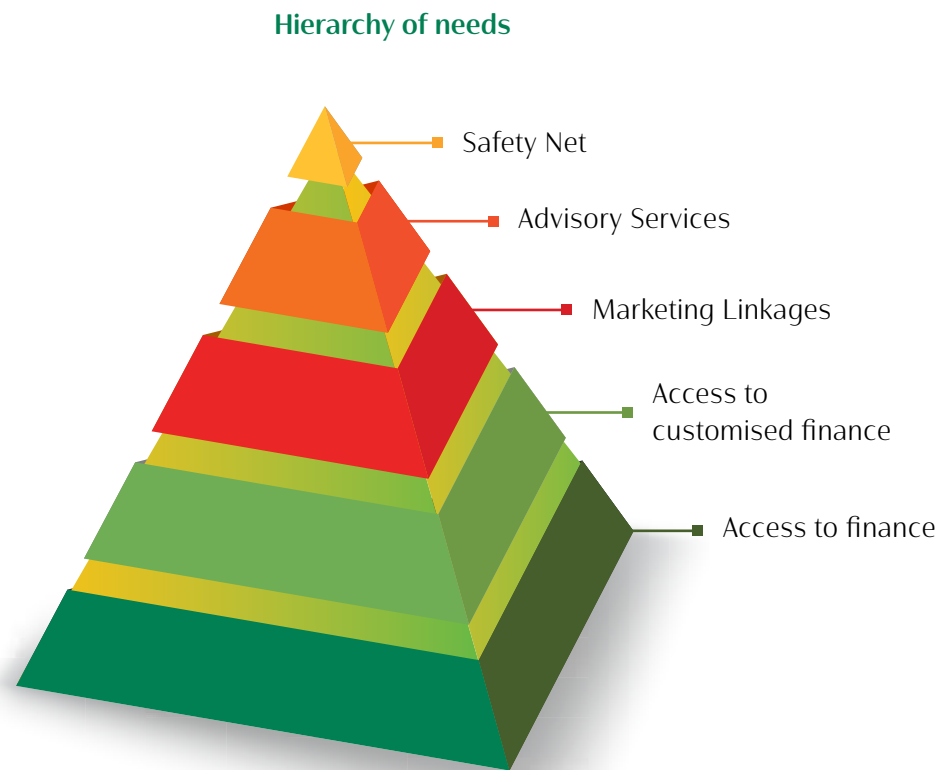 Hierarchy of needs
Safety Net
Advisory Services
Marketing Linkages
Access to
customised finance
Access to finance